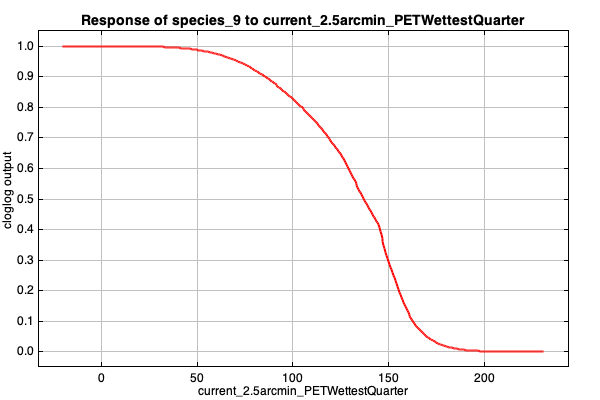 Response of species_9 to current_2.5arcmin_PETWettestQuarter
1.0
0.9
0.8
0.7
0.6
0.5
0.4
0.3
0.2
0.1
0.0
cloglog output
0 50 100 150 200
current_2.5arcmin_PETWettestQuarter